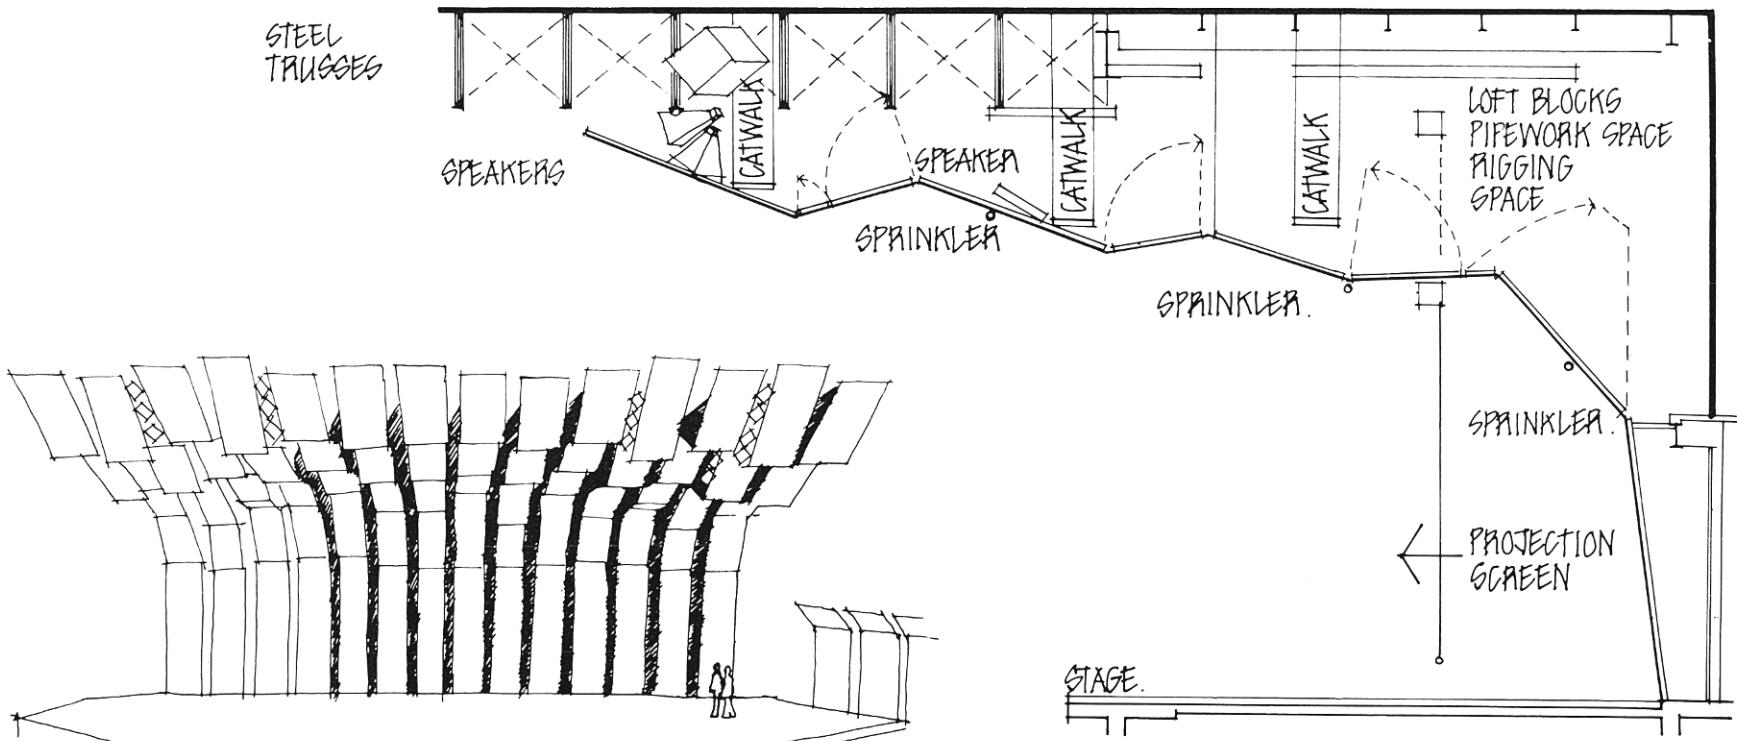 STEEL
TRUSSES
SPEAKERS
CATWALK
SPEAKER
SPRINKLER
CATWALK
SPRINKLER.
CATWALK
LOFT BLOCKS
PIPEWORK SPACE
RIGGING
SPACE
SPRINKLER.
PROJECTION
SCREEN
STAGE.